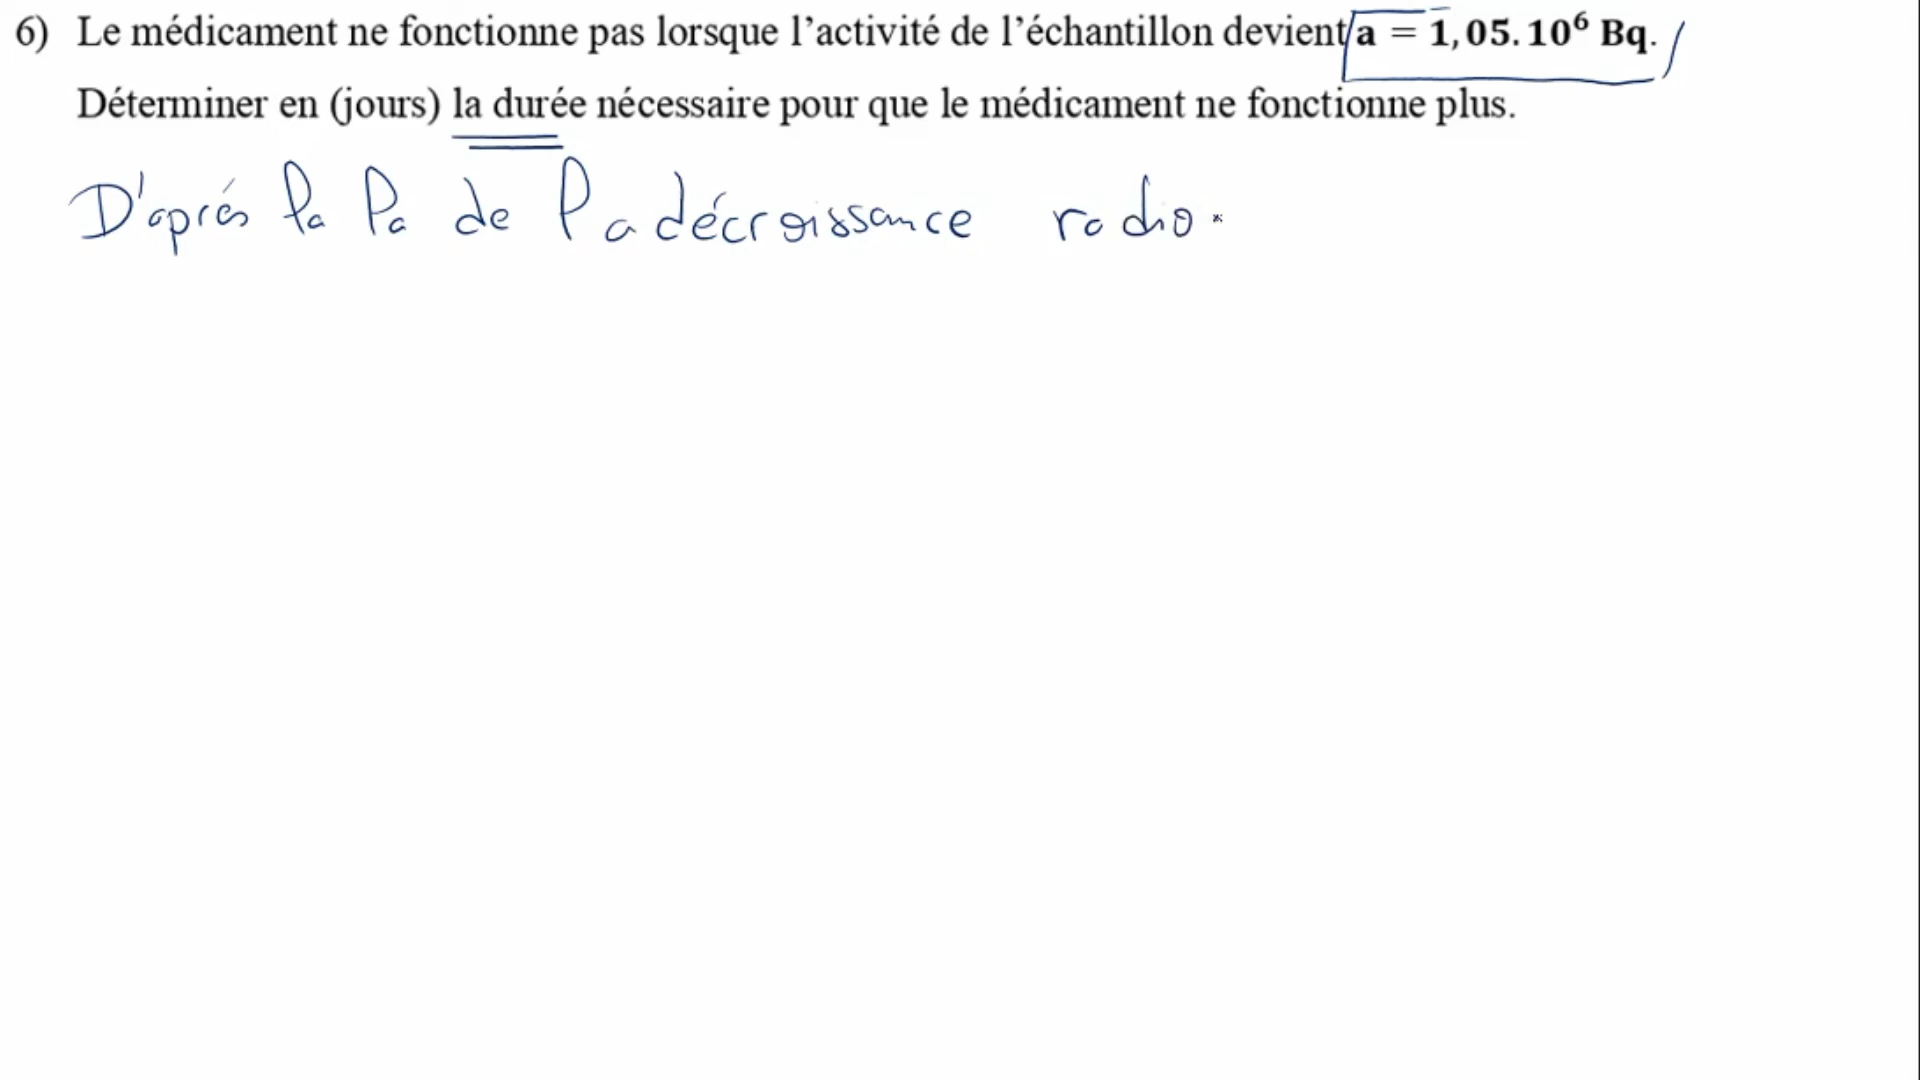 6) Le médicament ne fonctionne pas lorsque l’activité de l’échantillon devient a = 1,05.10⁶ Bq.
Déterminer en (jours) la durée nécessaire pour que le médicament ne fonctionne plus.
D'aprés la la de la décroissance radio